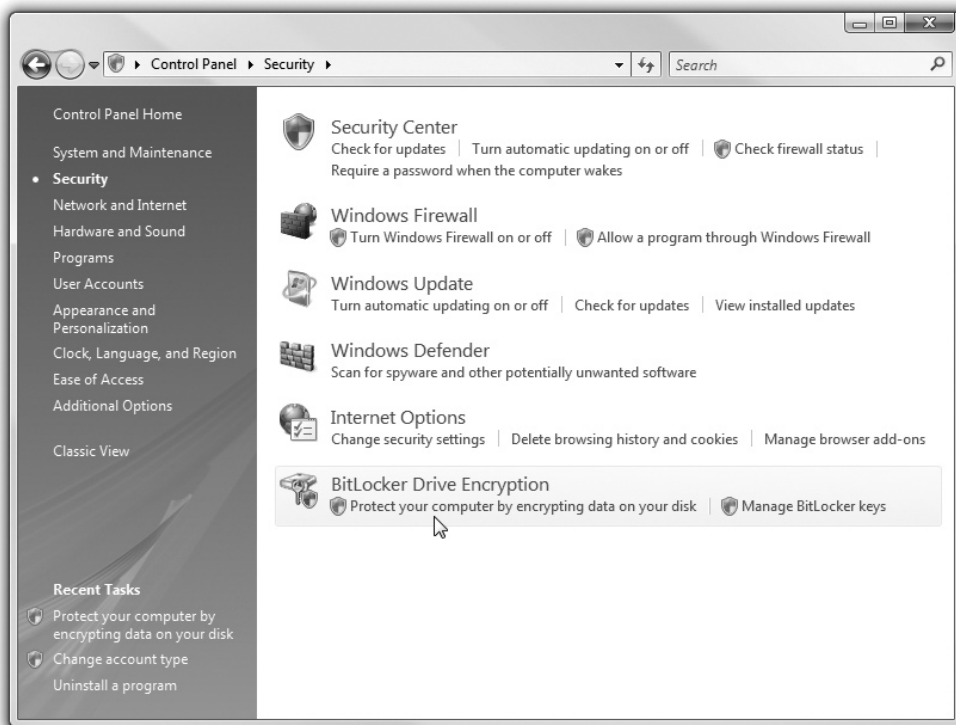 Control Panel Security
Search
Control Panel Home
System and Maintenance
Security
Network and Internet
Hardware and Sound
Programs
User Accounts
Appearance and
Personalization
Clock, Language, and Region
Ease of Access
Additional Options
Classic View
Recent Tasks
Protect your computer by
encrypting data on your disk
Change account type
Uninstall a program
Security Center
Check for updates Turn automatic updating on or off Check firewall status
Require a password when the computer wakes
Windows Firewall
Turn Windows Firewall on or off Allow a program through Windows Firewall
Windows Update
Turn automatic updating on or off Check for updates View installed updates
Windows Defender
Scan for spyware and other potentially unwanted software
Internet Options
Change security settings Delete browsing history and cookies Manage browser add-ons
BitLocker Drive Encryption
Protect your computer by encrypting data on your disk Manage BitLocker keys